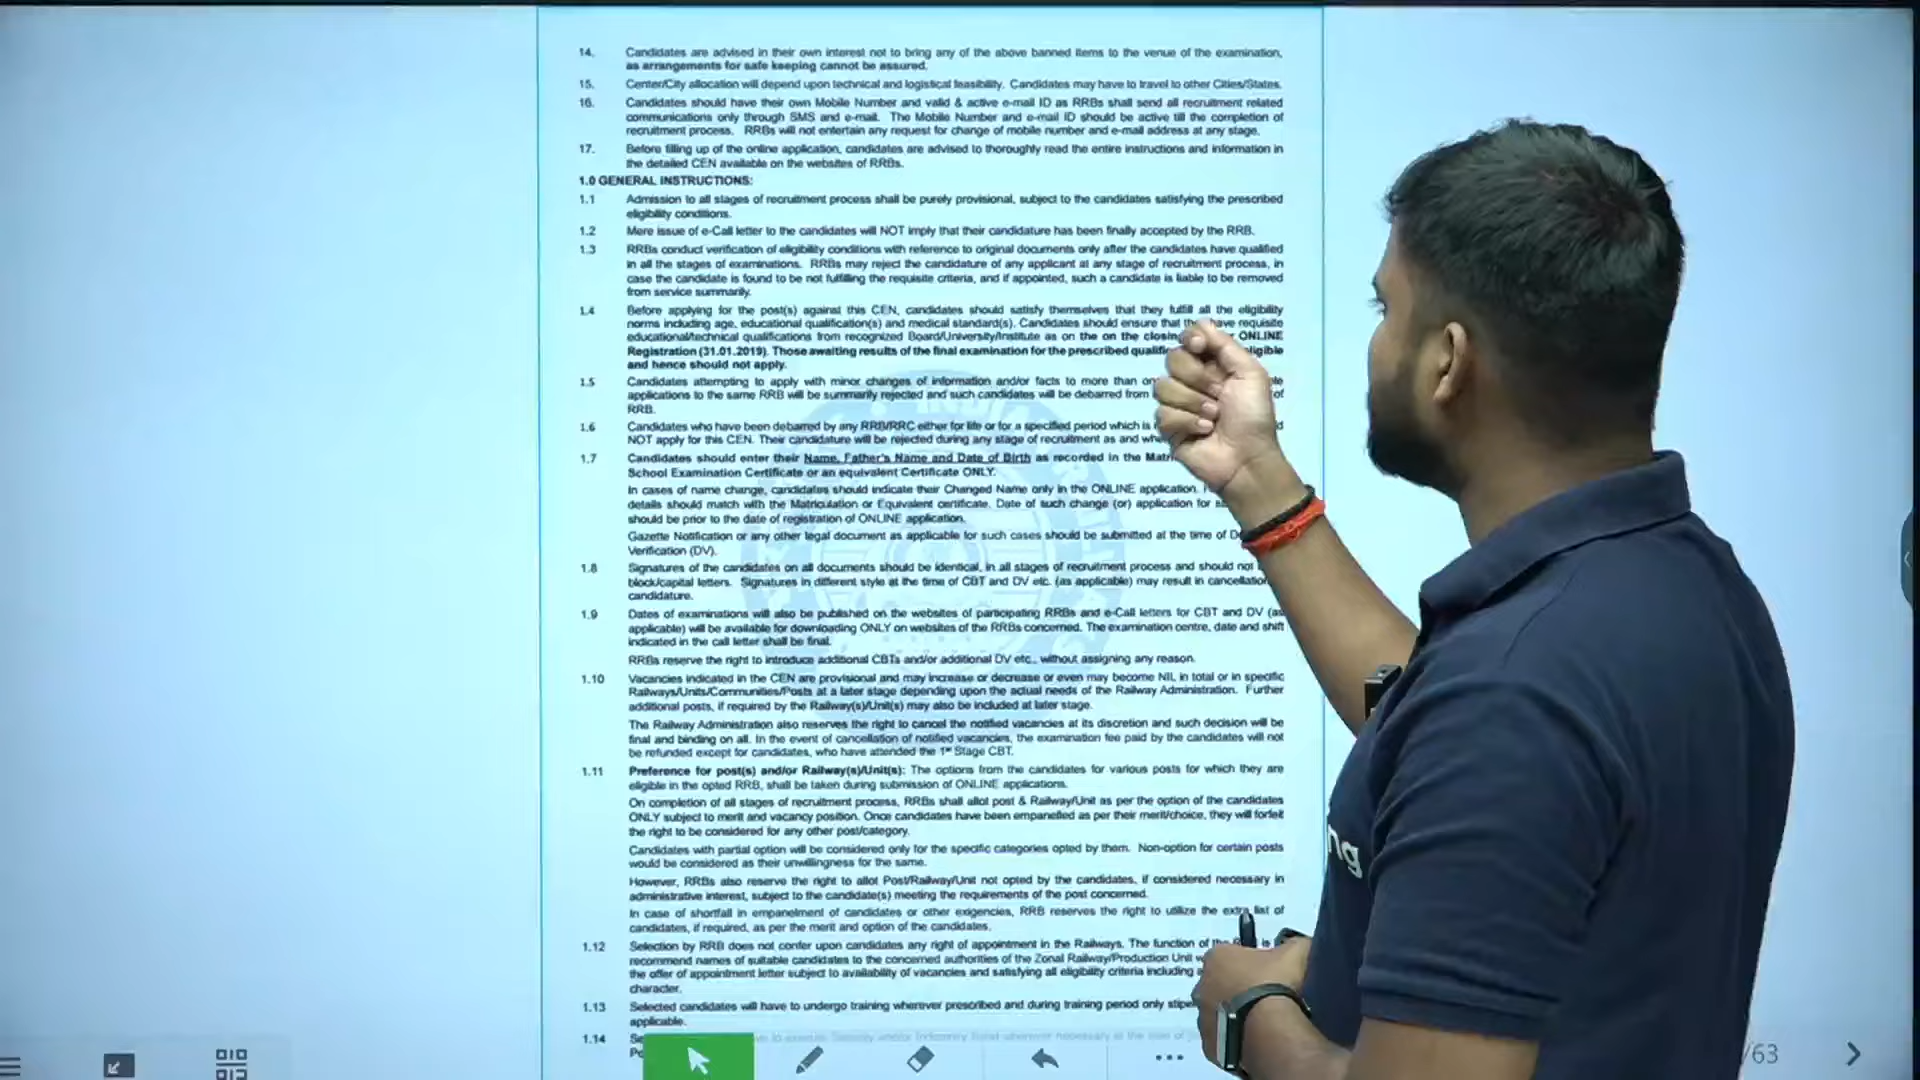 14. Candidates are advised in their own interest not to bring any of the above banned items to the venue of the examination,
as arrangements for safe keeping cannot be assured.
15. Center/City allocation will depend upon technical and logistical feasibility. Candidates may have to travel to other Cities/States.
16. Candidates should have their own Mobile Number and valid & active e-mail ID as RRBs shall send all recruitment related
communications only through SMS and e-mail. The Mobile Number and e-mail ID should be active till the completion of
recruitment process. RRBs will not entertain any request for change of mobile number and e-mail address at any stage.
17. Before filling up of the online application, candidates are advised to thoroughly read the entire instructions and information in
the detailed CEN available on the websites of RRBs.
1.0 GENERAL INSTRUCTIONS:
1.1 Admission to all stages of recruitment process shall be purely provisional, subject to the candidates satisfying the prescribed
eligibility conditions.
1.2 Mere issue of e-Call letter to the candidates will NOT imply that their candidature has been finally accepted by the RRB.
1.3 RRBs conduct verification of eligibility conditions with reference to original documents only after the candidates have qualified
in all the stages of examinations. RRBs may reject the candidature of any applicant at any stage of recruitment process, in
case the candidate is found to be not fulfilling the requisite criteria, and if appointed, such a candidate is liable to be removed
from service summarily.
1.4 Before applying for the post(s) against this CEN, candidates should satisfy themselves that they fulfill all the eligibility
norms including age, educational qualification(s) and medical standard(s). Candidates should ensure that they have requisite
educational/technical qualifications from recognized Board/University/Institute as on the on the closing ONLINE
Registration (31.01.2019). Those awaiting results of the final examination for the prescribed qualific ligible
and hence should not apply.
1.5 Candidates attempting to apply with minor changes of information and/or facts to more than on ple
applications to the same RRB will be summarily rejected and such candidates will be debarred from of
RRB.
1.6 Candidates who have been debarred by any RRB/RRC either for life or for a specified period which is d
NOT apply for this CEN. Their candidature will be rejected during any stage of recruitment as and whe
1.7 Candidates should enter their Name, Father's Name and Date of Birth as recorded in the Matri
School Examination Certificate or an equivalent Certificate ONLY.
In cases of name change, candidates should indicate their Changed Name only in the ONLINE application.
details should match with the Matriculation or Equivalent certificate. Date of such change (or) application for
should be prior to the date of registration of ONLINE application.
Gazette Notification or any other legal document as applicable for such cases should be submitted at the time of D
Verification (DV).
1.8 Signatures of the candidates on all documents should be identical, in all stages of recruitment process and should not
block/capital letters. Signatures in different style at the time of CBT and DV etc. (as applicable) may result in cancellation
candidature.
1.9 Dates of examinations will also be published on the websites of participating RRBs and e-Call letters for CBT and DV (as
applicable) will be available for downloading ONLY on websites of the RRBs concerned. The examination centre, date and shift
indicated in the call letter shall be final.
RRBs reserve the right to introduce additional CBTs and/or additional DV etc., without assigning any reason.
1.10 Vacancies indicated in the CEN are provisional and may increase or decrease or even may become NIL in total or in specific
Railways/Units/Communities/Posts at a later stage depending upon the actual needs of the Railway Administration. Further
additional posts, if required by the Railway(s)/Unit(s) may also be included at later stage.
The Railway Administration also reserves the right to cancel the notified vacancies at its discretion and such decision will be
final and binding on all. In the event of cancellation of notified vacancies, the examination fee paid by the candidates will not
be refunded except for candidates, who have attended the 1st Stage CBT.
1.11 Preference for post(s) and/or Railway(s)/Unit(s): The options from the candidates for various posts for which they are
eligible in the opted RRB, shall be taken during submission of ONLINE applications.
On completion of all stages of recruitment process, RRBs shall allot post & Railway/Unit as per the option of the candidates
ONLY subject to merit and vacancy position. Once candidates have been empanelled as per their merit/choice, they will forfeit
the right to be considered for any other post/category.
Candidates with partial option will be considered only for the specific categories opted by them. Non-option for certain posts
would be considered as their unwillingness for the same.
However, RRBs also reserve the right to allot Post/Railway/Unit not opted by the candidates, if considered necessary in
administrative interest, subject to the candidate(s) meeting the requirements of the post concerned.
In case of shortfall in empanelment of candidates or other exigencies, RRB reserves the right to utilize the extra list of
candidates, if required, as per the merit and option of the candidates.
1.12 Selection by RRB does not confer upon candidates any right of appointment in the Railways. The function of the is
recommend names of suitable candidates to the concerned authorities of the Zonal Railway/Production Unit w
the offer of appointment letter subject to availability of vacancies and satisfying all eligibility criteria including a
character.
1.13 Selected candidates will have to undergo training wherever prescribed and during training period only stipe
applicable.
1.14 Se
Po
/63
ng